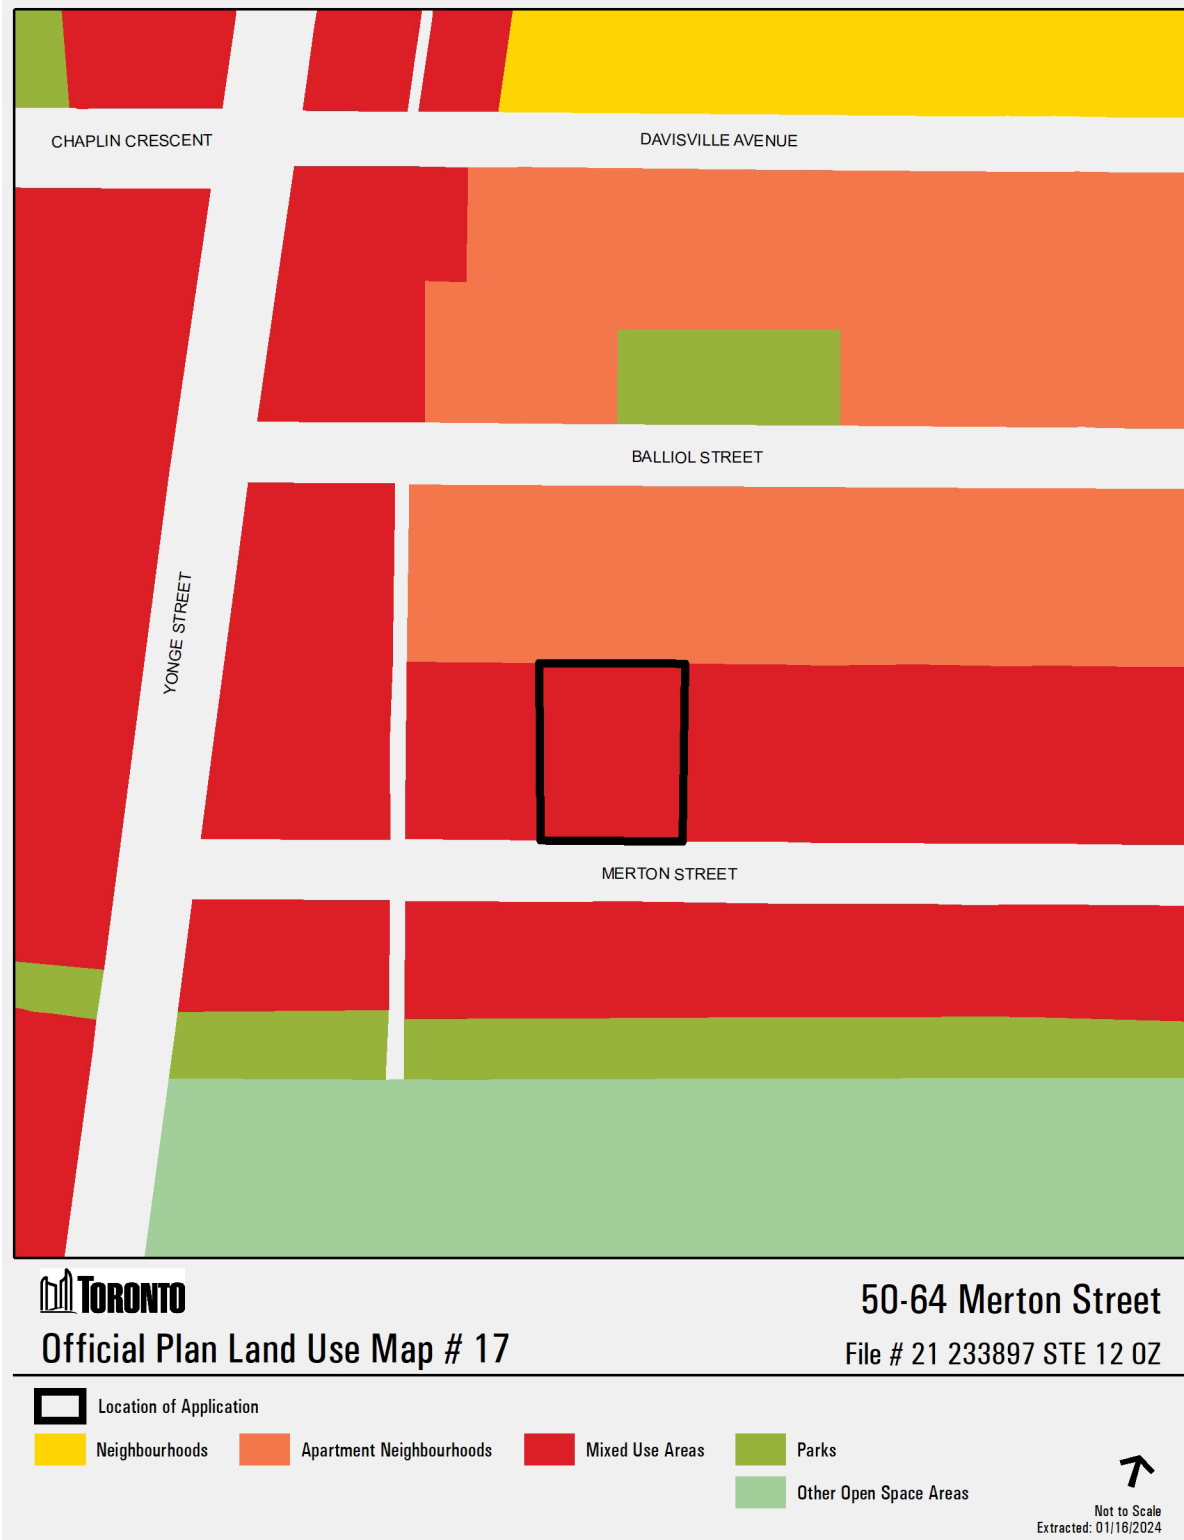 CHAPLIN CRESCENT
DAVISVILLE AVENUE
BALLIOL STREET
YONGE STREET
MERTON STREET
TORONTO
50-64 Merton Street
Official Plan Land Use Map # 17
File # 21 233897 STE 12 OZ
Location of Application
Neighbourhoods
Apartment Neighbourhoods
Mixed Use Areas
Parks
Other Open Space Areas
Not to Scale
Extracted: 01/16/2024